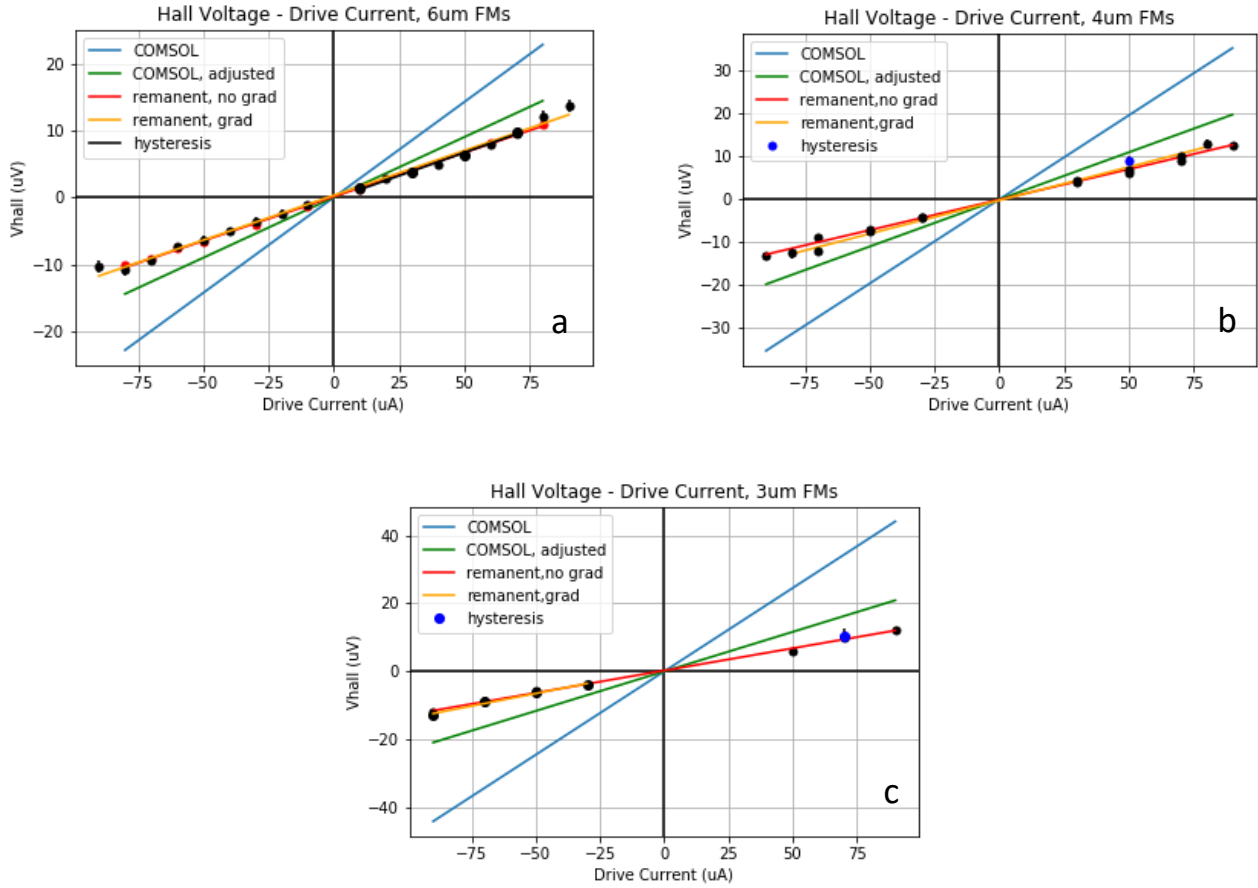 Hall Voltage - Drive Current, 6um FMs
COMSOL
COMSOL, adjusted
remanent, no grad
remanent, grad
hysteresis
20
10
0
−10
−20
Vhall (uV)
−75 −50 −25 0 25 50 75
Drive Current (uA)
a
Hall Voltage - Drive Current, 4um FMs
COMSOL
COMSOL, adjusted
remanent,no grad
remanent,grad
hysteresis
30
20
10
0
−10
−20
−30
Vhall (uV)
−75 −50 −25 0 25 50 75
Drive Current (uA)
b
Hall Voltage - Drive Current, 3um FMs
COMSOL
COMSOL, adjusted
remanent,no grad
remanent,grad
hysteresis
40
20
0
−20
−40
Vhall (uV)
−75 −50 −25 0 25 50 75
Drive Current (uA)
c